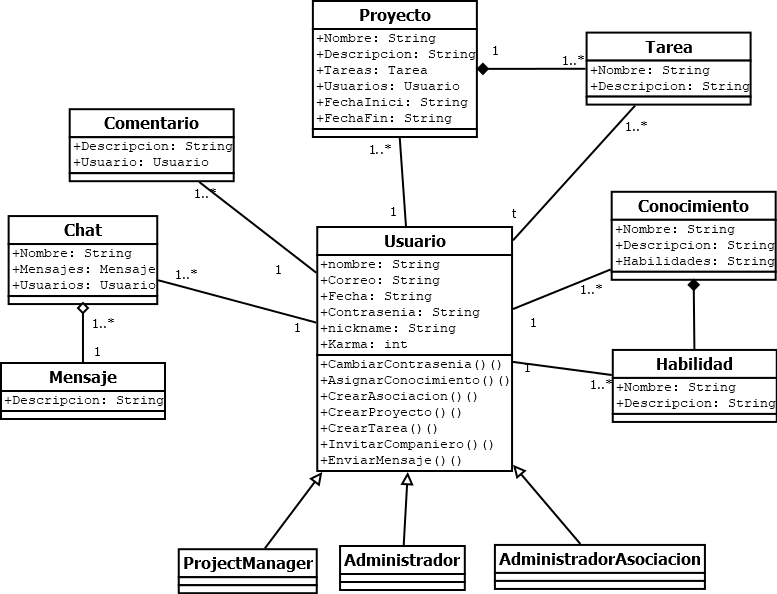 Proyecto
+Nombre: String
+Descripcion: String
+Tareas: Tarea
+Usuarios: Usuario
+FechaInici: String
+FechaFin: String
1
1..*
Tarea
+Nombre: String
+Descripcion: String
Comentario
+Descripcion: String
+Usuario: Usuario
1..*
1
1..*
1
1..*
t
Chat
+Nombre: String
+Mensajes: Mensaje
+Usuarios: Usuario
1..*
1
1..*
1
Mensaje
+Descripcion: String
Usuario
+nombre: String
+Correo: String
+Fecha: String
+Contrasenia: String
+nickname: String
+Karma: int
+CambiarContrasenia()()
+AsignarConocimiento()()
+CrearAsociacion()()
+CrearProyecto()()
+CrearTarea()()
+InvitarCompaniero()()
+EnviarMensaje()()
Conocimiento
+Nombre: String
+Descripcion: String
+Habilidades: String
1..*
1
1
1..*
Habilidad
+Nombre: String
+Descripcion: String
ProjectManager
Administrador
AdministradorAsociacion